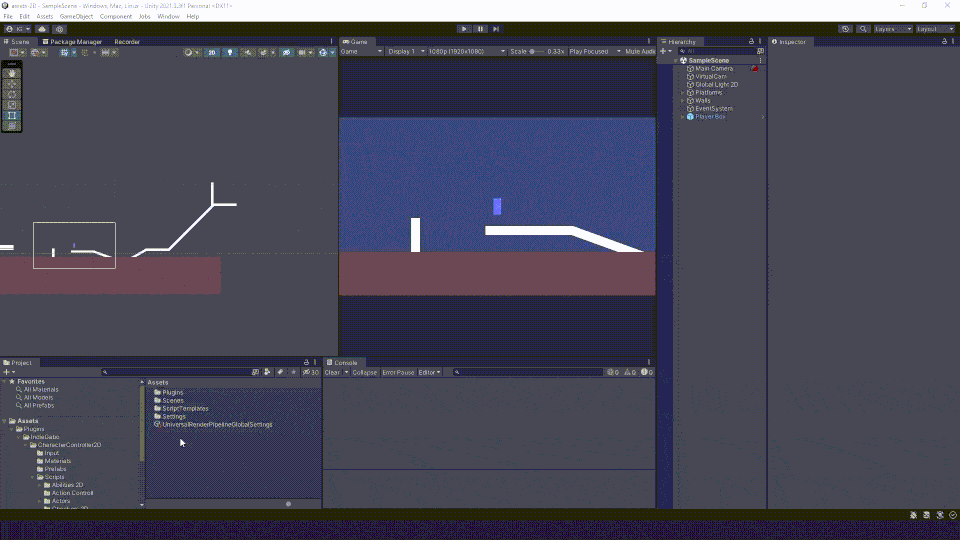 assets-2D - SampleScene - Windows, Mac, Linux - Unity 2021.3.3f1 Personal <DX11>
File Edit Assets GameObject Component Jobs Window Help
Layers Layout
Scene Package Manager Recorder
Game
Hierarchy
Inspector
2D
Game Display 1 1080p (1920x1080) Scale 0.33x Play Focused Mute Audio
All
SampleScene
Main Camera
VirtualCam
Global Light 2D
Platforms
Walls
EventSystem
Player Box
Project
Console
30
Clear Collapse Error Pause Editor
0 0 0
Favorites
All Materials
All Models
All Prefabs
Assets
Plugins
IndieGabo
CharacterController2D
Input
Materials
Prefabs
Scripts
Abilities 2D
Action Controll
Actors
Assets
Plugins
Scenes
ScriptTemplates
Settings
UniversalRenderPipelineGlobalSettings